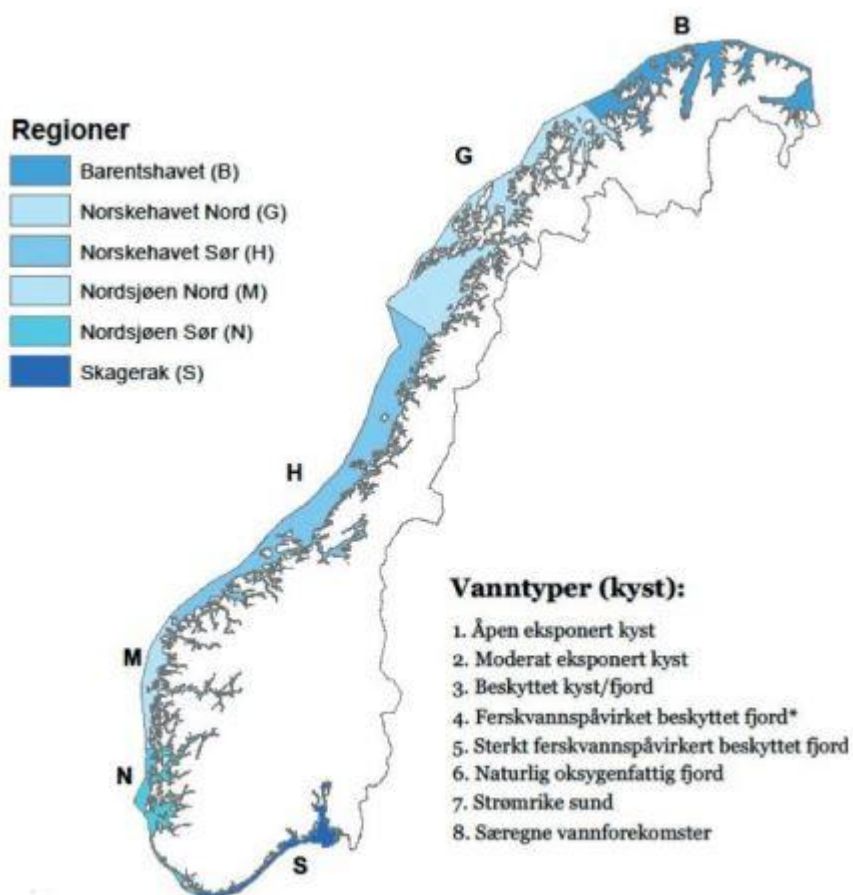 B
Regioner
Barentshavet (B)
G
Norskehavet Nord (G)
Norskehavet Sør (H)
Nordsjøen Nord (M)
Nordsjøen Sør (N)
Skagerak (S)
H
Vanntyper (kyst):
1. Åpen eksponert kyst
M
2. Moderat eksponert kyst
3. Beskyttet kyst/fjord
4. Ferskvannspåvirket beskyttet fjord*
5. Sterkt ferskvannspåvirkert beskyttet fjord
N
6. Naturlig oksygenfattig fjord
7. Strømrike sund
8. Særegne vannforekomster
S